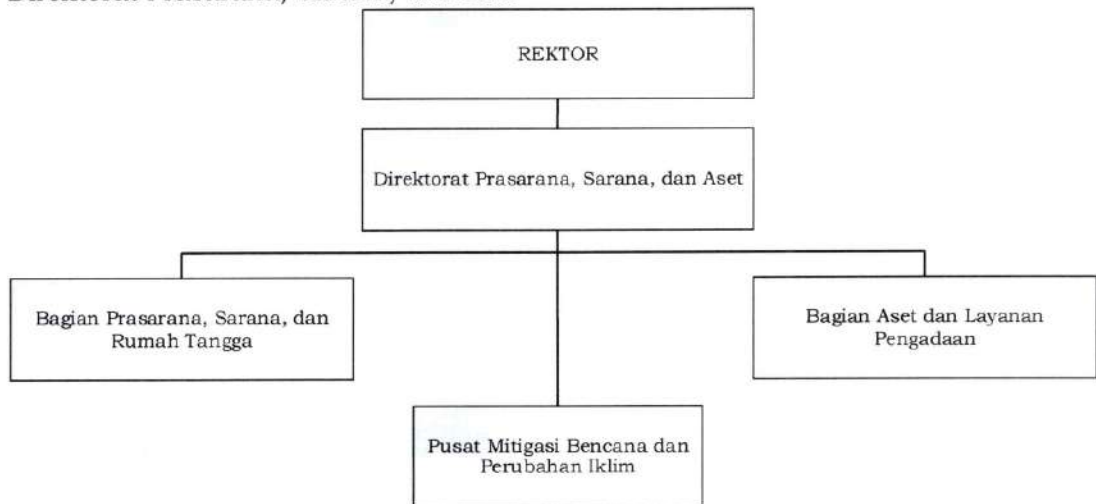 REKTOR
Direktorat Prasarana, Sarana, dan Aset
Bagian Prasarana, Sarana, dan
Rumah Tangga
Bagian Aset dan Layanan
Pengadaan
Pusat Mitigasi Bencana dan
Perubahan Iklim